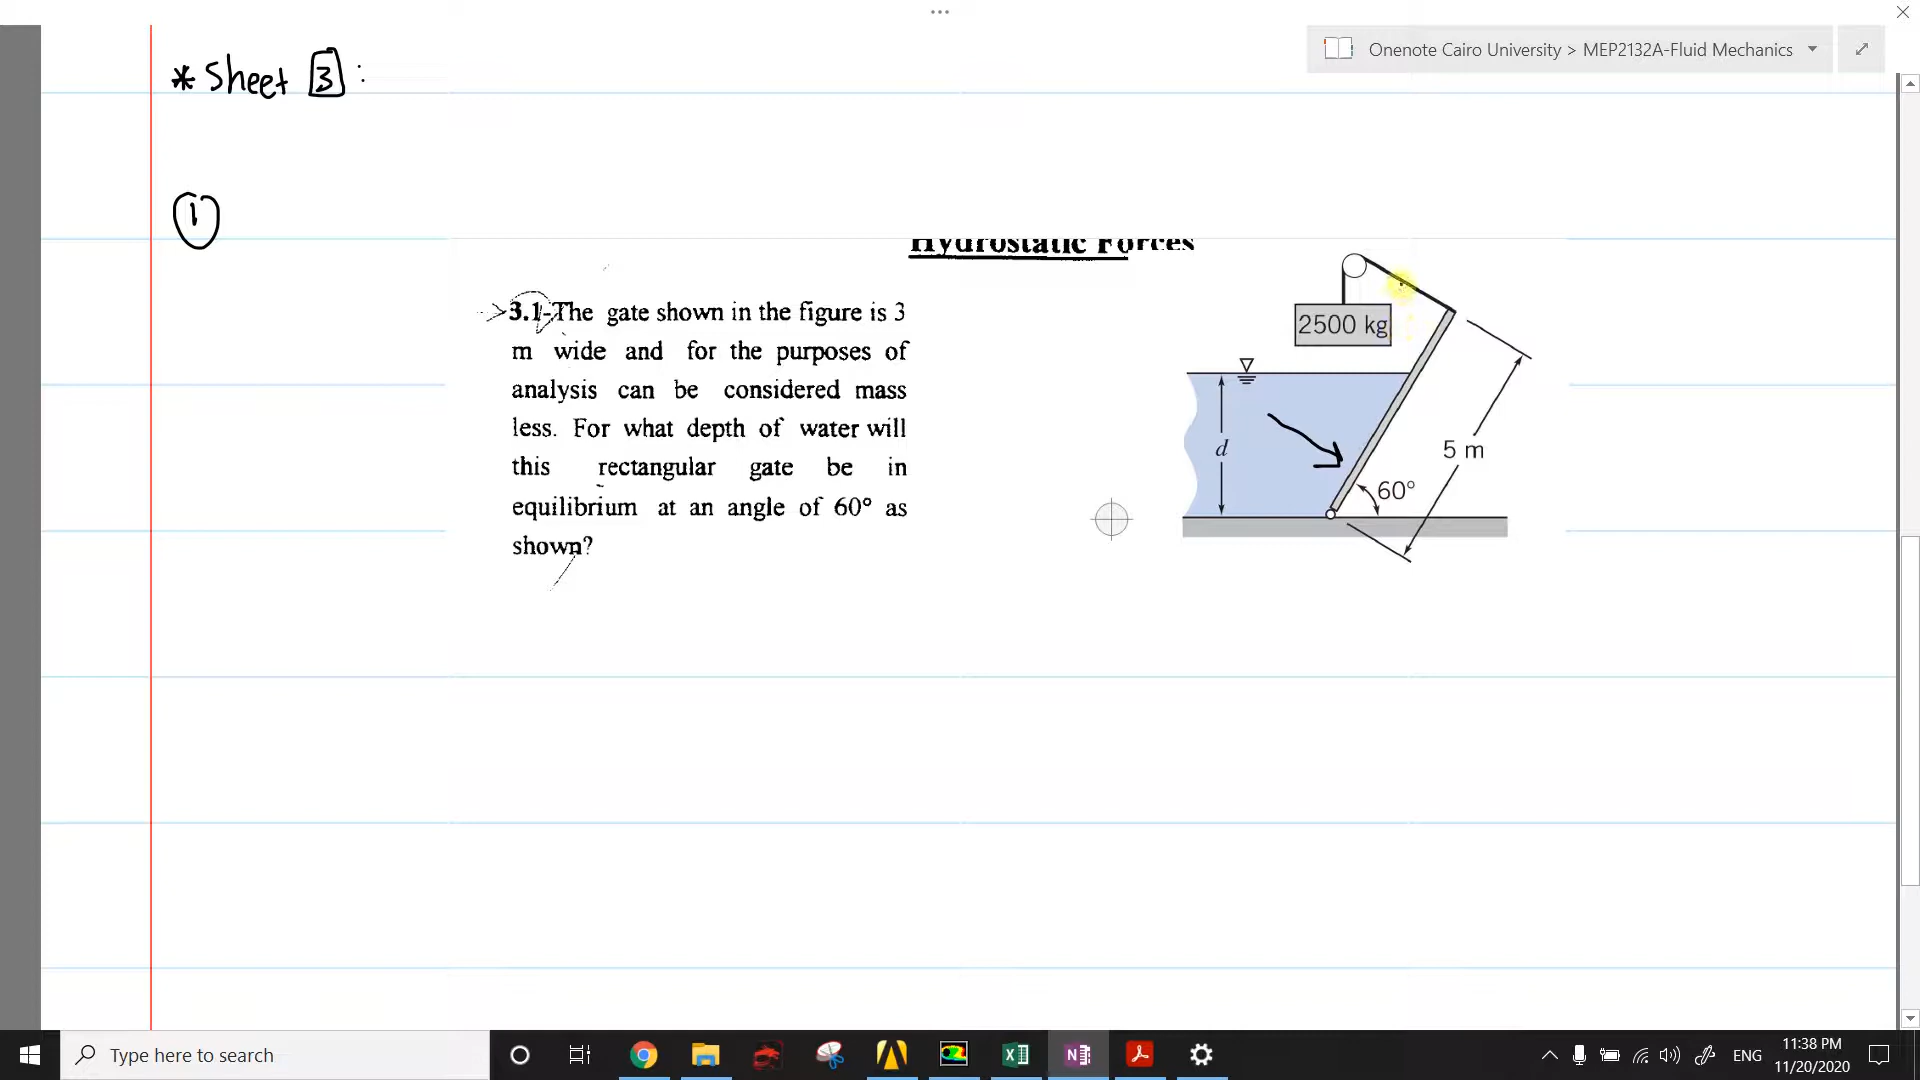 Onenote Cairo University > MEP2132A-Fluid Mechanics
* Sheet 3 :
1
Hydrostatic Forces
3.1-The gate shown in the figure is 3
m wide and for the purposes of
analysis can be considered mass
less. For what depth of water will
this rectangular gate be in
equilibrium at an angle of 60° as
shown?
2500 kg
d
5 m
60°
Type here to search
ENG
11:38 PM
11/20/2020